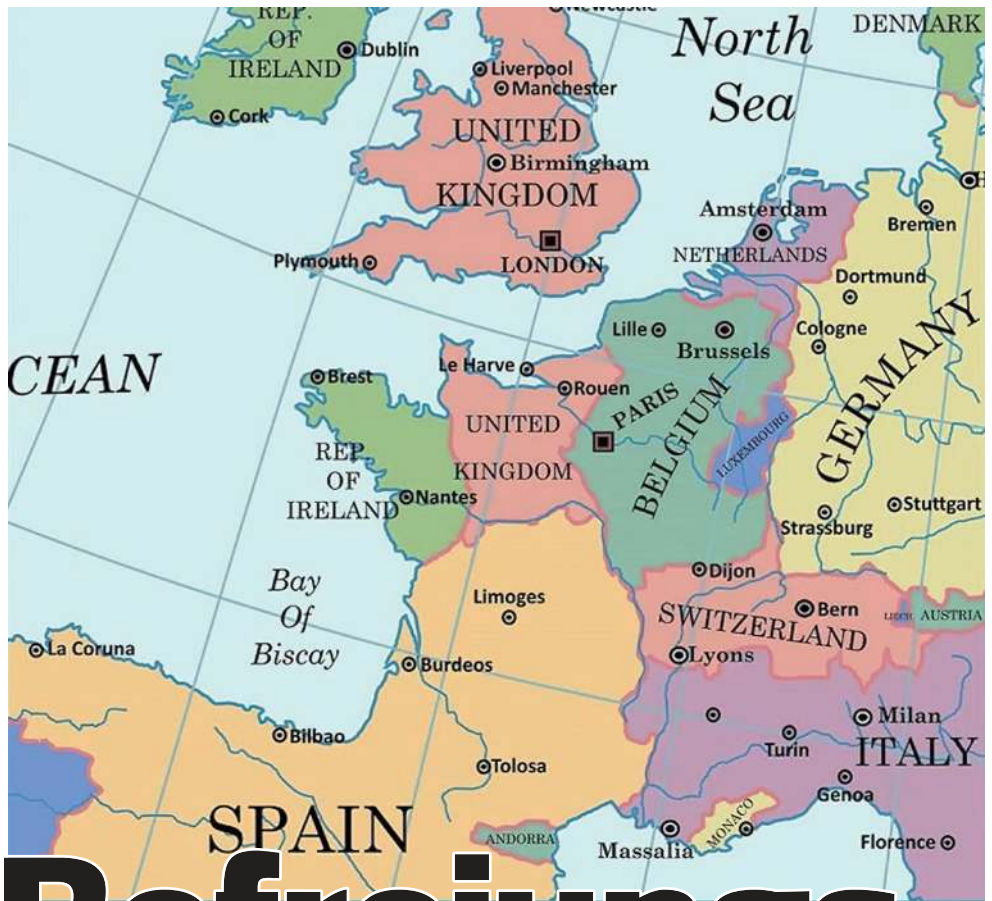 Newcastle
REP.
OF
IRELAND
Dublin
Cork
Liverpool
Manchester
UNITED
Birmingham
KINGDOM
Plymouth
LONDON
North
Sea
DENMARK
Amsterdam
NETHERLANDS
H
Bremen
Dortmund
Cologne
GERMANY
Lille
Brussels
PARIS
BELGIUM
LUXEMBOURG
Strassburg
Stuttgart
CEAN
Brest
Le Harve
Rouen
UNITED
KINGDOM
REP.
OF
IRELAND
Nantes
Bay
Of
Biscay
Limoges
Dijon
SWITZERLAND
Bern
LIECH.
AUSTRIA
La Coruna
Burdeos
Lyons
Bilbao
Tolosa
Turin
Milan
ITALY
Genoa
SPAIN
ANDORRA
Massalia
MONACO
Florence
Befreiungs